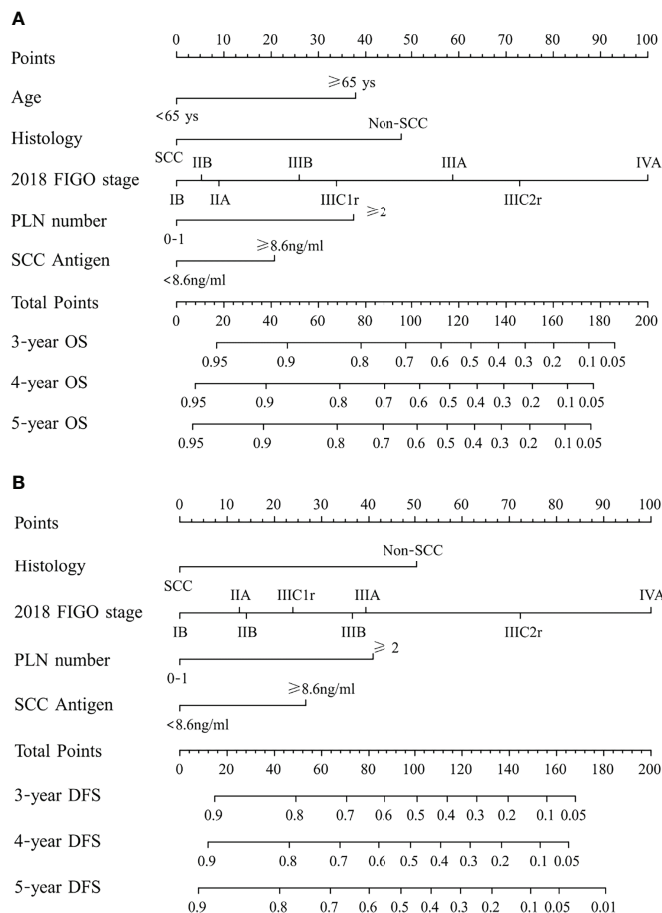 A
0 10 20 30 40 50 60 70 80 90 100
Points
≥65 ys
Age
<65 ys
Non-SCC
Histology
SCC
IIB IIIB IIIA IVA
2018 FIGO stage
IB IIA IIIC1r IIIC2r
≥2
PLN number
0-1
≥8.6ng/ml
SCC Antigen
<8.6ng/ml
Total Points
0 20 40 60 80 100 120 140 160 180 200
3-year OS
0.95 0.9 0.8 0.7 0.6 0.5 0.4 0.3 0.2 0.1 0.05
4-year OS
0.95 0.9 0.8 0.7 0.6 0.5 0.4 0.3 0.2 0.1 0.05
5-year OS
0.95 0.9 0.8 0.7 0.6 0.5 0.4 0.3 0.2 0.1 0.05
B
0 10 20 30 40 50 60 70 80 90 100
Points
Non-SCC
Histology
SCC
IIA IIIC1r IIIA IVA
2018 FIGO stage
IB IIB IIIB IIIC2r
≥ 2
PLN number
0-1
≥8.6ng/ml
SCC Antigen
<8.6ng/ml
Total Points
0 20 40 60 80 100 120 140 160 180 200
3-year DFS
0.9 0.8 0.7 0.6 0.5 0.4 0.3 0.2 0.1 0.05
4-year DFS
0.9 0.8 0.7 0.6 0.5 0.4 0.3 0.2 0.1 0.05
5-year DFS
0.9 0.8 0.7 0.6 0.5 0.4 0.3 0.2 0.1 0.05 0.01